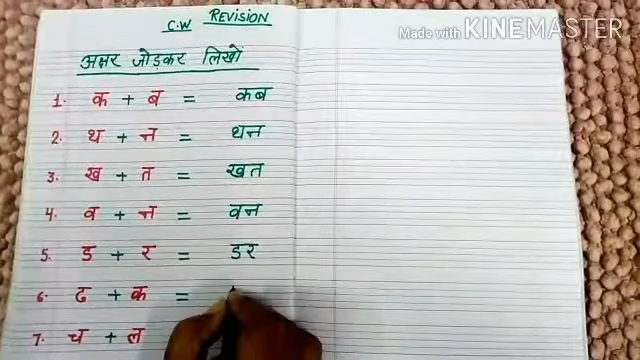 C.W REVISION
Made with KINEMASTER
अक्षर जोड़कर लिखों
1. क + ब = कब
2. थ + न = थन
3. ख + त = खत
4. व + न = वन
5. ड + र = डर
6. ढ + क =
7. च + ल